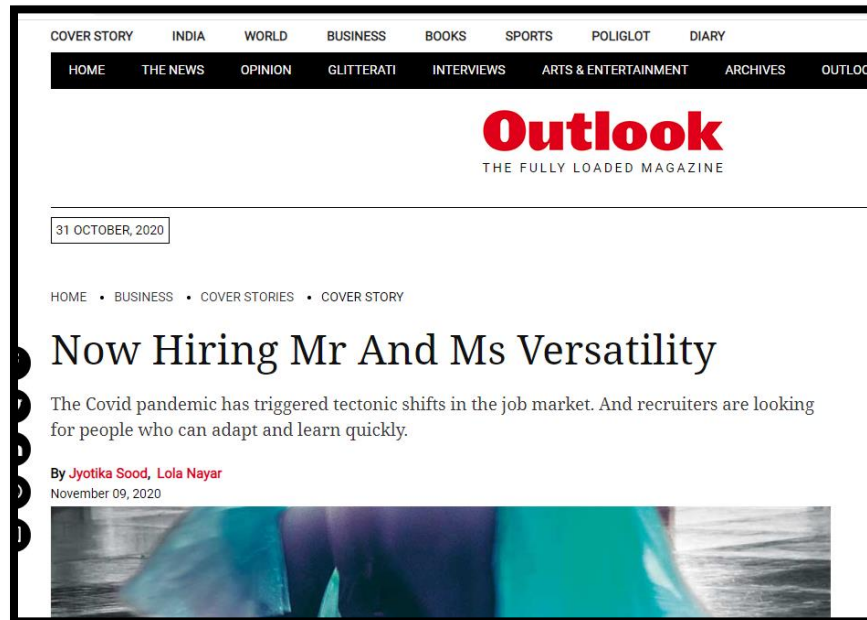 COVER STORY INDIA WORLD BUSINESS BOOKS SPORTS POLIGLOT DIARY
HOME THE NEWS OPINION GLITTERATI INTERVIEWS ARTS & ENTERTAINMENT ARCHIVES
Outlook
THE FULLY LOADED MAGAZINE
31 OCTOBER, 2020
HOME • BUSINESS • COVER STORIES • COVER STORY
Now Hiring Mr And Ms Versatility
The Covid pandemic has triggered tectonic shifts in the job market. And recruiters are looking
for people who can adapt and learn quickly.
By Jyotika Sood, Lola Nayar
November 09, 2020